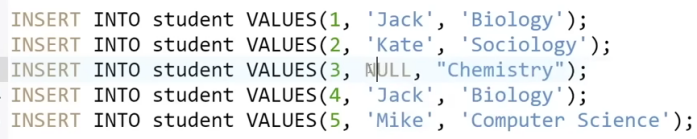 INSERT INTO student VALUES(1, 'Jack', 'Biology');
INSERT INTO student VALUES(2, 'Kate', 'Sociology');
INSERT INTO student VALUES(3, NULL, "Chemistry");
INSERT INTO student VALUES(4, 'Jack', 'Biology');
INSERT INTO student VALUES(5, 'Mike', 'Computer Science');